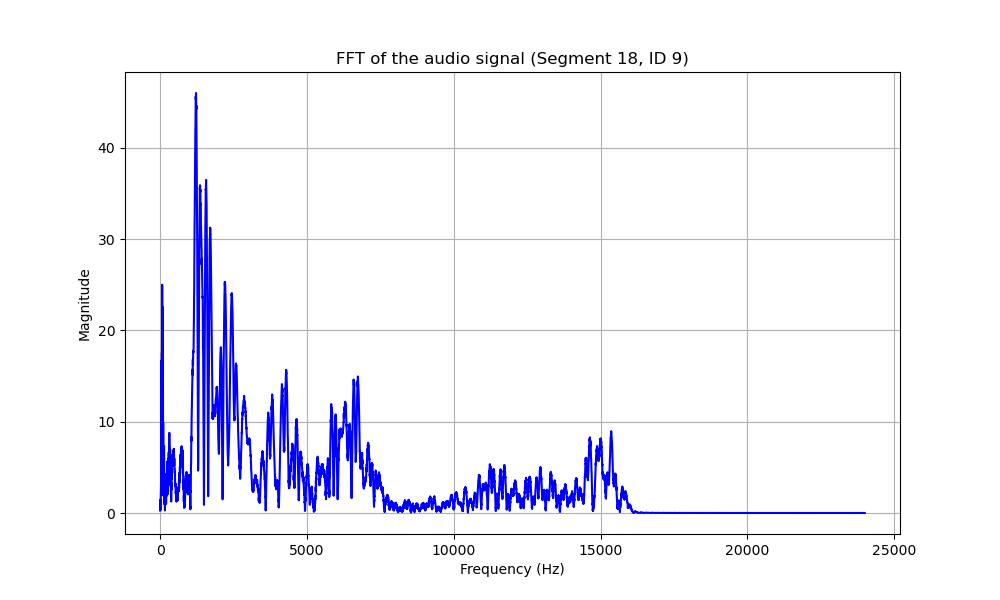 FFT of the audio signal (Segment 18, ID 9)
Magnitude
40
30
20
10
0
0 5000 10000 15000 20000 25000
Frequency (Hz)